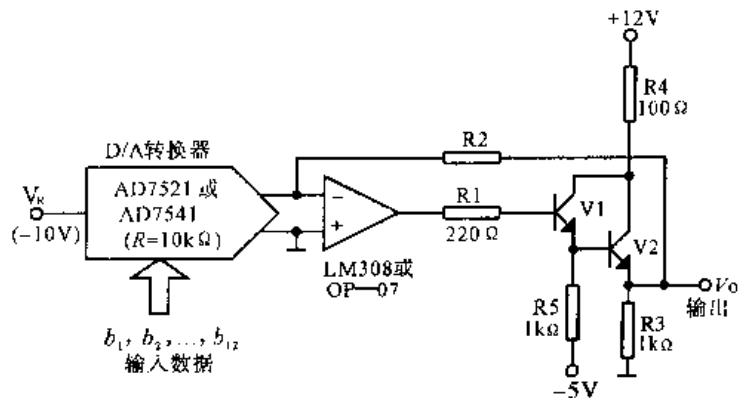 +12V
R4
100Ω
D/A转换器
R2
AD7521或
AD7541
(R=10kΩ)
V_R
(-10V)
−
+
R1
220Ω
V1
V2
LM308或
OP—07
R5
1kΩ
R3
1kΩ
V_O
输出
b₁, b₂, ..., b₁₂
输入数据
-5V